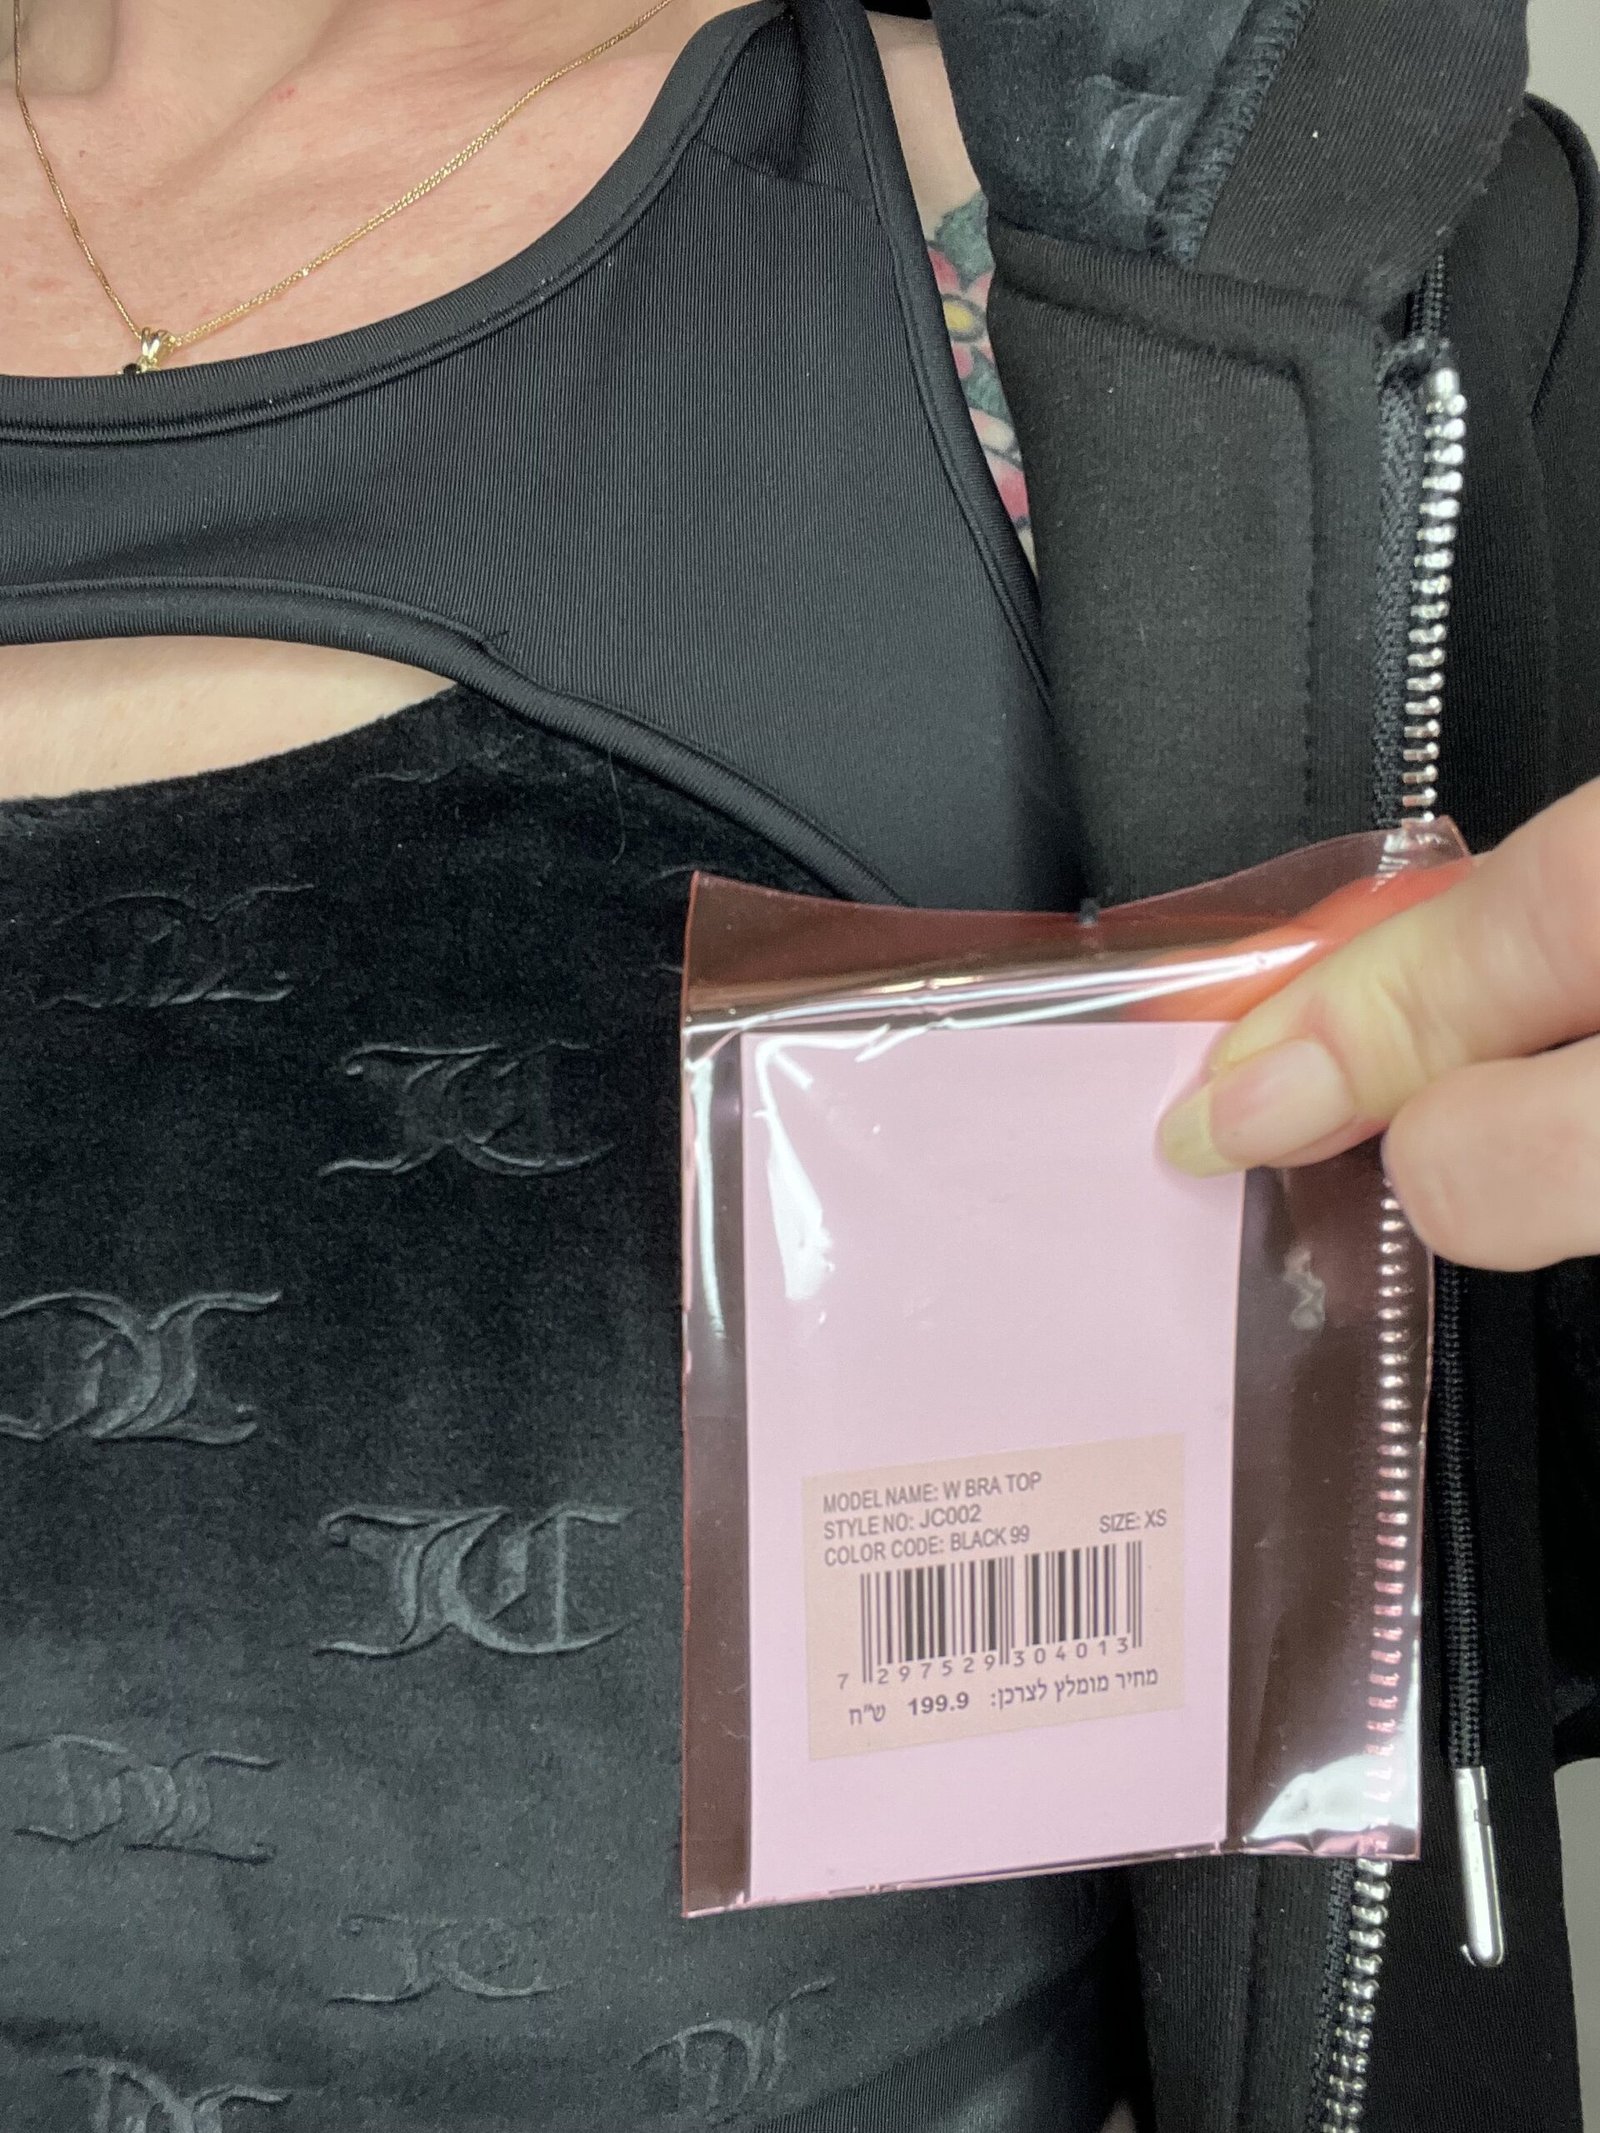 MODEL NAME: W BRA TOP
STYLE NO: JC002
COLOR CODE: BLACK 99 SIZE: XS
7 297529 304013
מחיר מומלץ לצרכן: 199.9 ש"ח